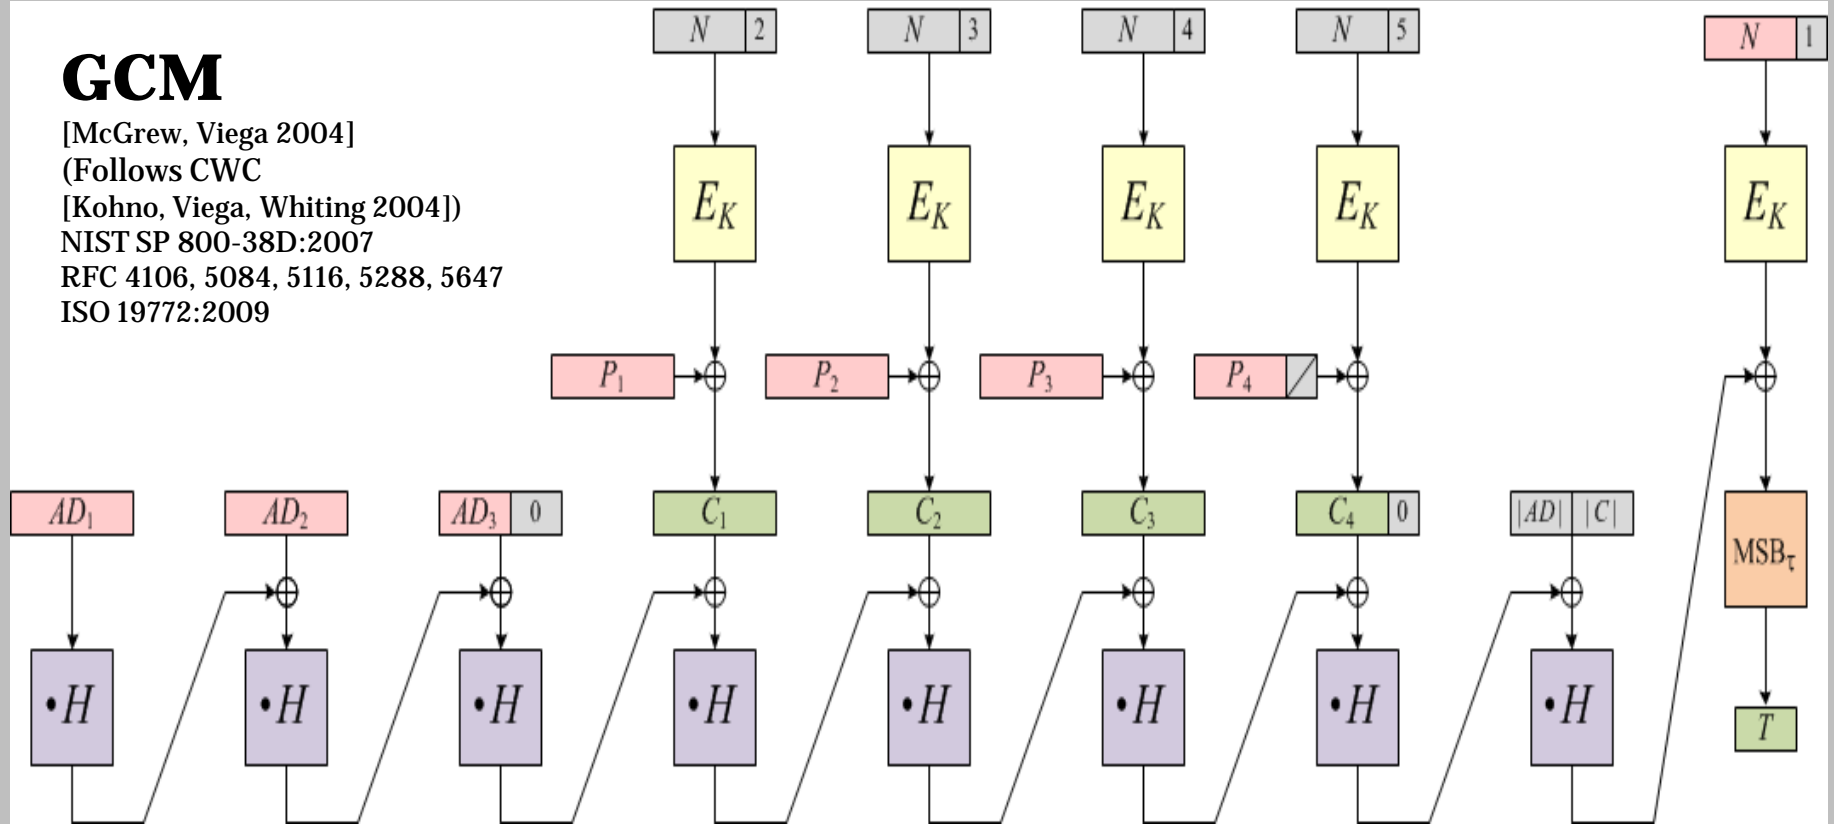 GCM
[McGrew, Viega 2004]
(Follows CWC
[Kohno, Viega, Whiting 2004])
NIST SP 800-38D:2007
RFC 4106, 5084, 5116, 5288, 5647
ISO 19772:2009
N 2 N 3 N 4 N 5 N 1
E_K E_K E_K E_K E_K
P_1 P_2 P_3 P_4
AD_1 AD_2 AD_3 0 C_1 C_2 C_3 C_4 0 |AD| |C|
MSB_τ
•H •H •H •H •H •H •H •H
T